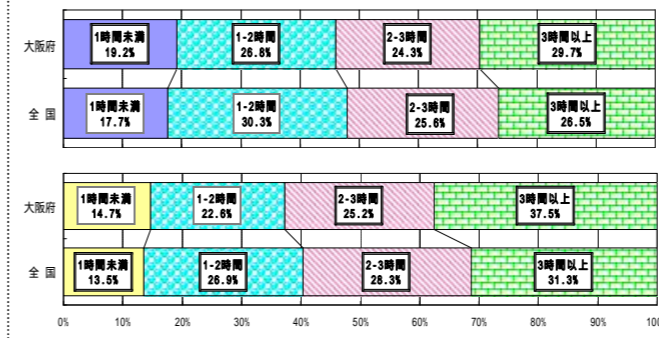 大阪府
1時間未満
19.2%
1-2時間
26.8%
2-3時間
24.3%
3時間以上
29.7%
全 国
1時間未満
17.7%
1-2時間
30.3%
2-3時間
25.6%
3時間以上
26.5%
大阪府
1時間未満
14.7%
1-2時間
22.6%
2-3時間
25.2%
3時間以上
37.5%
全 国
1時間未満
13.5%
1-2時間
26.9%
2-3時間
28.3%
3時間以上
31.3%
0% 10% 20% 30% 40% 50% 60% 70% 80% 90% 100